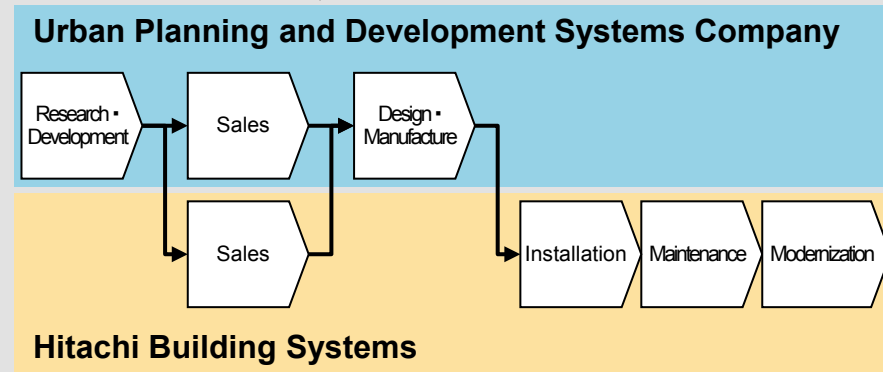 Urban Planning and Development Systems Company
Research▪
Development
Sales
Design▪
Manufacture
Sales
Installation
Maintenance
Modernization
Hitachi Building Systems